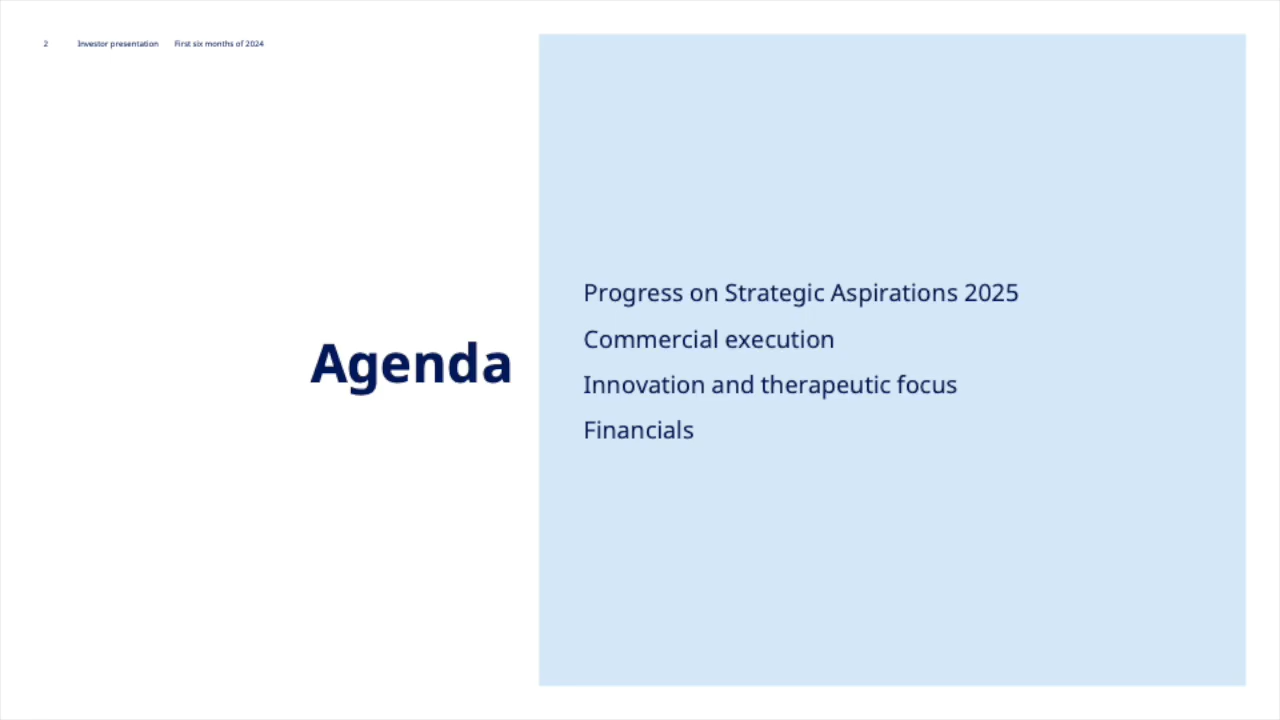 2 Investor presentation First six months of 2024
Agenda
Progress on Strategic Aspirations 2025
Commercial execution
Innovation and therapeutic focus
Financials